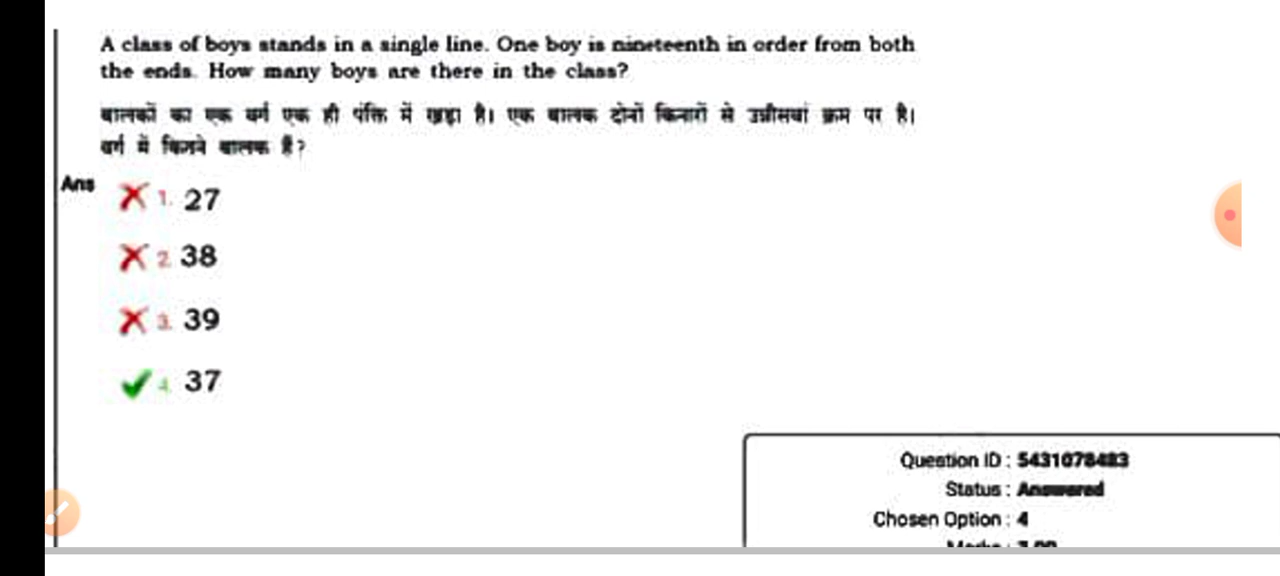 A class of boys stands in a single line. One boy is nineteenth in order from both
the ends. How many boys are there in the class?
बालकों का एक वर्ग एक ही पंक्ति में खड़ा है। एक बालक दोनों किनारों से उन्नीसवां क्रम पर है।
वर्ग में कितने बालक हैं?
Ans
1. 27
2. 38
3. 39
4. 37
Question ID : 5431078483
Status : Answered
Chosen Option : 4